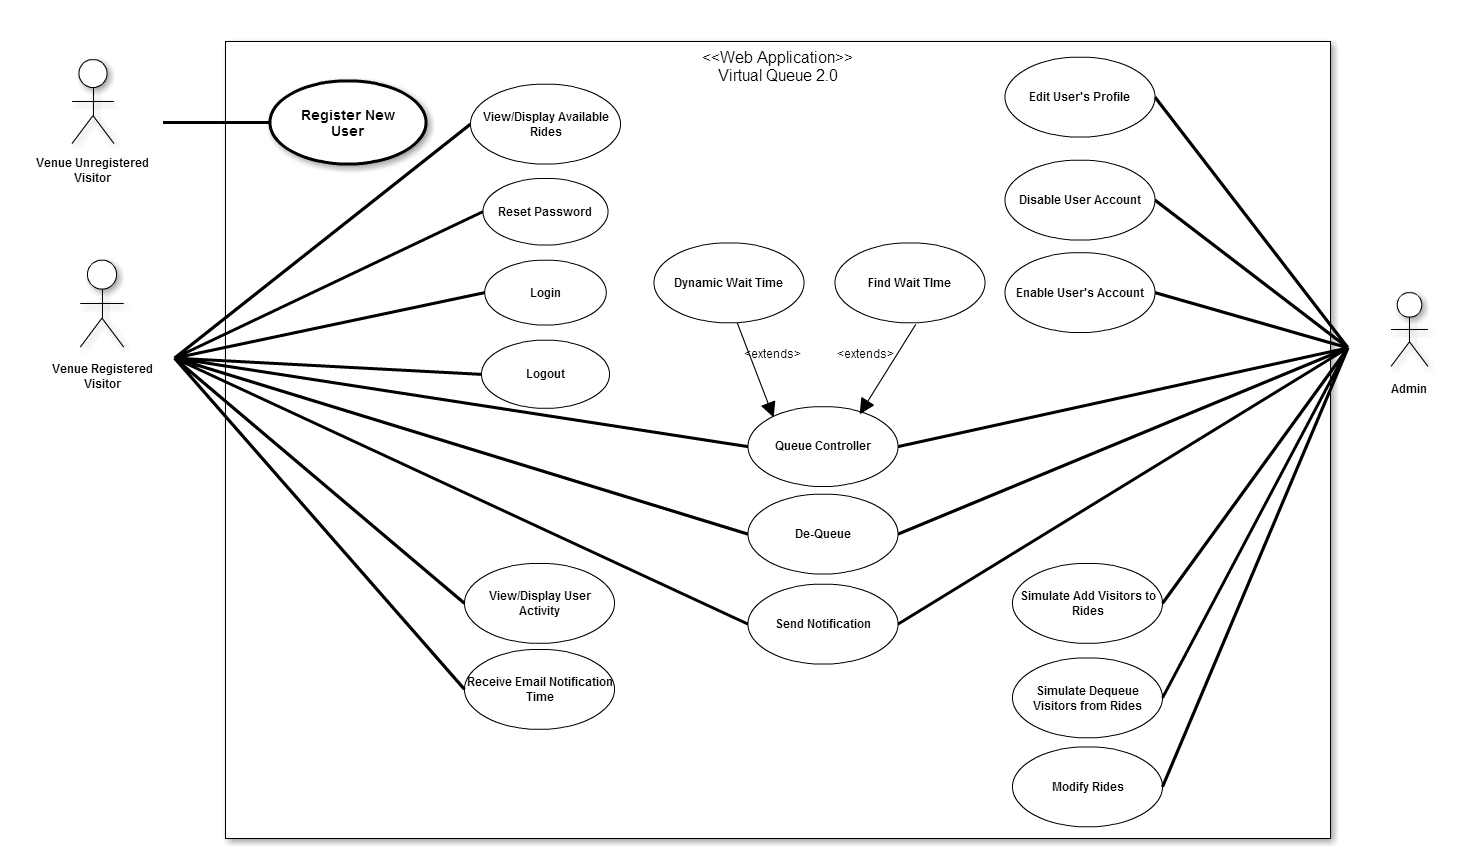 <<Web Application>>
Virtual Queue 2.0
Venue Unregistered
Visitor
Register New
User
View/Display Available
Rides
Edit User's Profile
Reset Password
Disable User Account
Login
Dynamic Wait Time
Find Wait TIme
Enable User's Account
Venue Registered
Visitor
Logout
<extends>
<extends>
Admin
Queue Controller
De-Queue
View/Display User
Activity
Send Notification
Simulate Add Visitors to
Rides
Receive Email Notification
Time
Simulate Dequeue
Visitors from Rides
Modify Rides